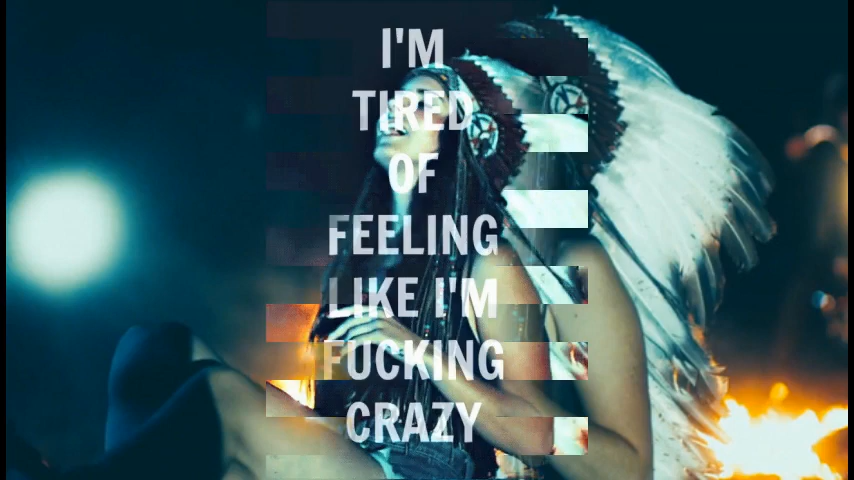 I'M
TIRED
OF
FEELING
LIKE I'M
FUCKING
CRAZY